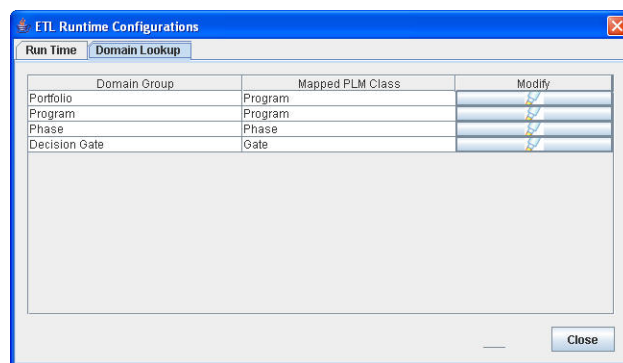 ETL Runtime Configurations
Run Time Domain Lookup
Domain Group Mapped PLM Class Modify
Portfolio Program
Program Program
Phase Phase
Decision Gate Gate
Close